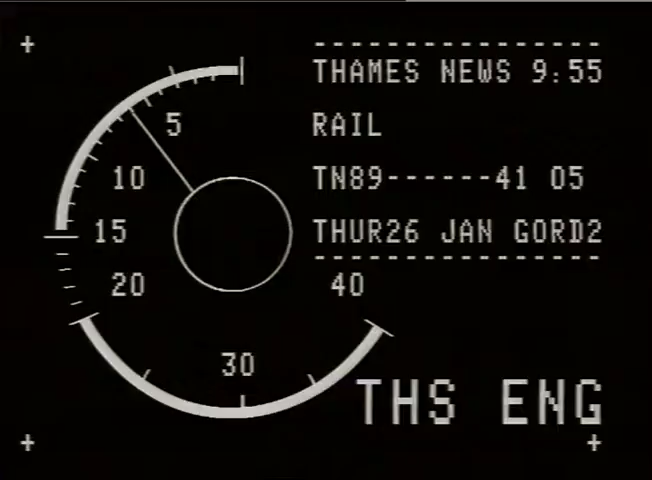 THAMES NEWS 9:55
RAIL
TN89------41 05
THUR26 JAN GORD2
5
10
15
20
30
40
THS ENG